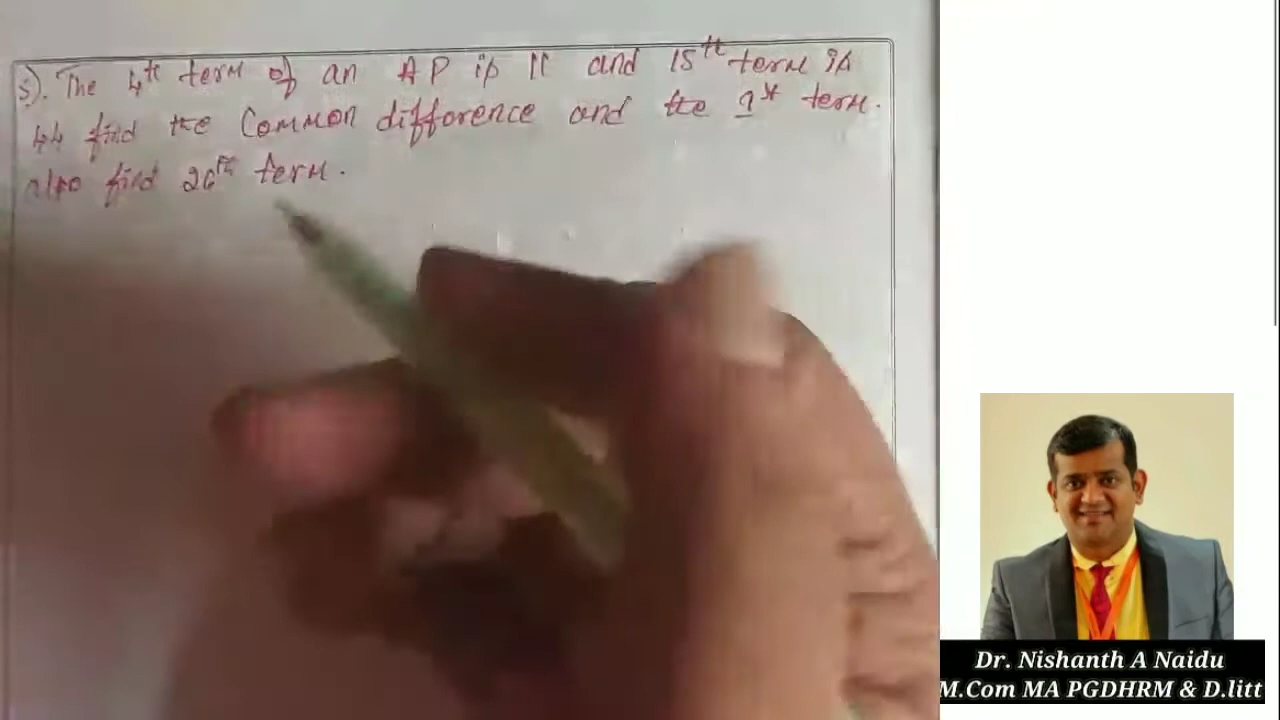 5). The 4th term of an AP is 11 and 15th term is
44 find the Common difference and the 1st term.
also find 26th term.
Dr. Nishanth A Naidu
M.Com MA PGDHRM & D.litt